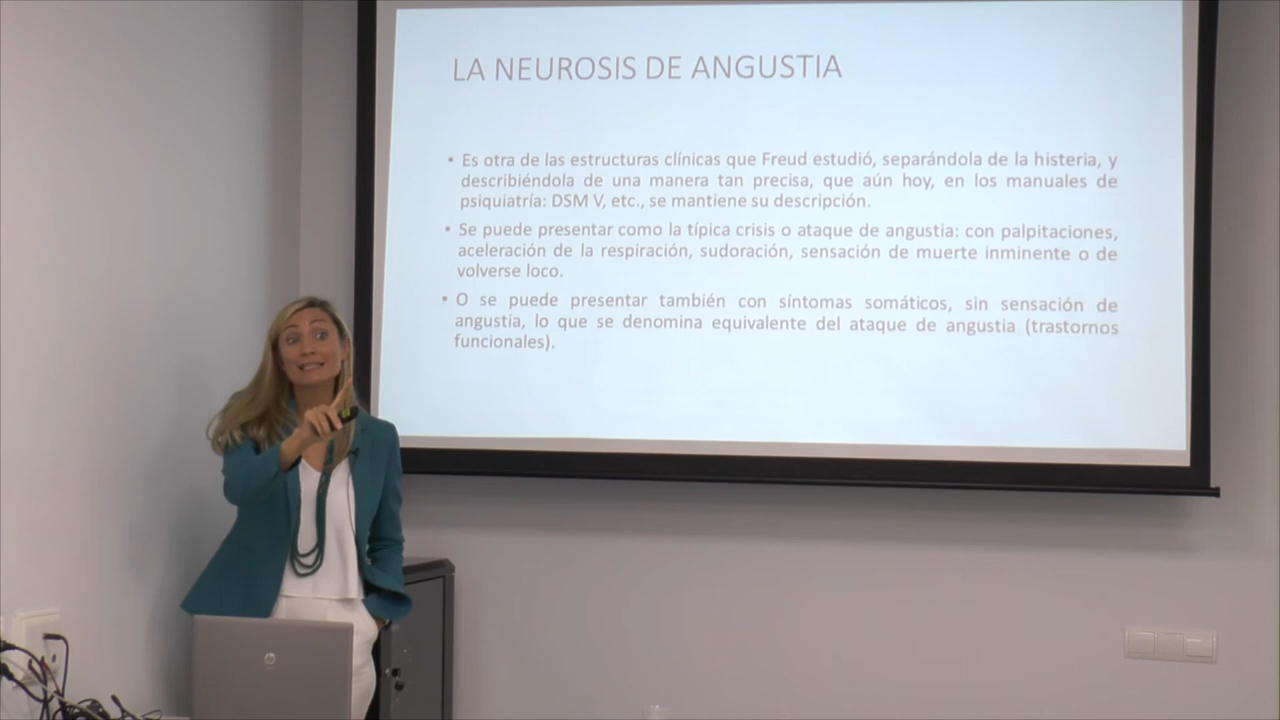 LA NEUROSIS DE ANGUSTIA
• Es otra de las estructuras clínicas que Freud estudió, separándola de la histeria, y
describiéndola de una manera tan precisa, que aún hoy, en los manuales de
psiquiatría: DSM V, etc., se mantiene su descripción.
• Se puede presentar como la típica crisis o ataque de angustia: con palpitaciones,
aceleración de la respiración, sudoración, sensación de muerte inminente o de
volverse loco.
• O se puede presentar también con síntomas somáticos, sin sensación de
angustia, lo que se denomina equivalente del ataque de angustia (trastornos
funcionales).
hp